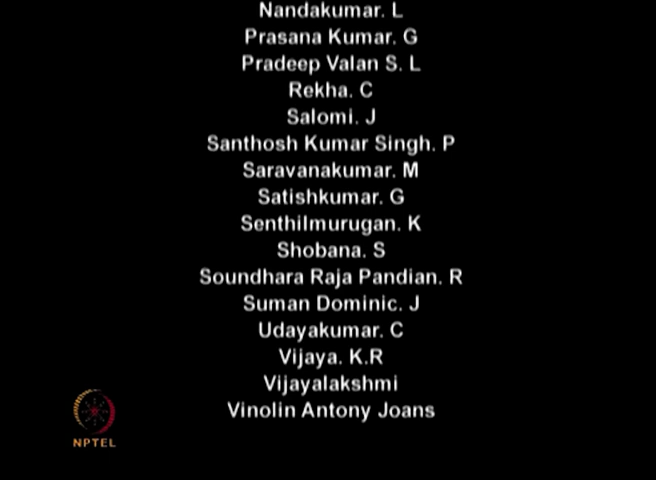 Nandakumar. L
Prasana Kumar. G
Pradeep Valan S. L
Rekha. C
Salomi. J
Santhosh Kumar Singh. P
Saravanakumar. M
Satishkumar. G
Senthilmurugan. K
Shobana. S
Soundhara Raja Pandian. R
Suman Dominic. J
Udayakumar. C
Vijaya. K.R
Vijayalakshmi
Vinolin Antony Joans
NPTEL